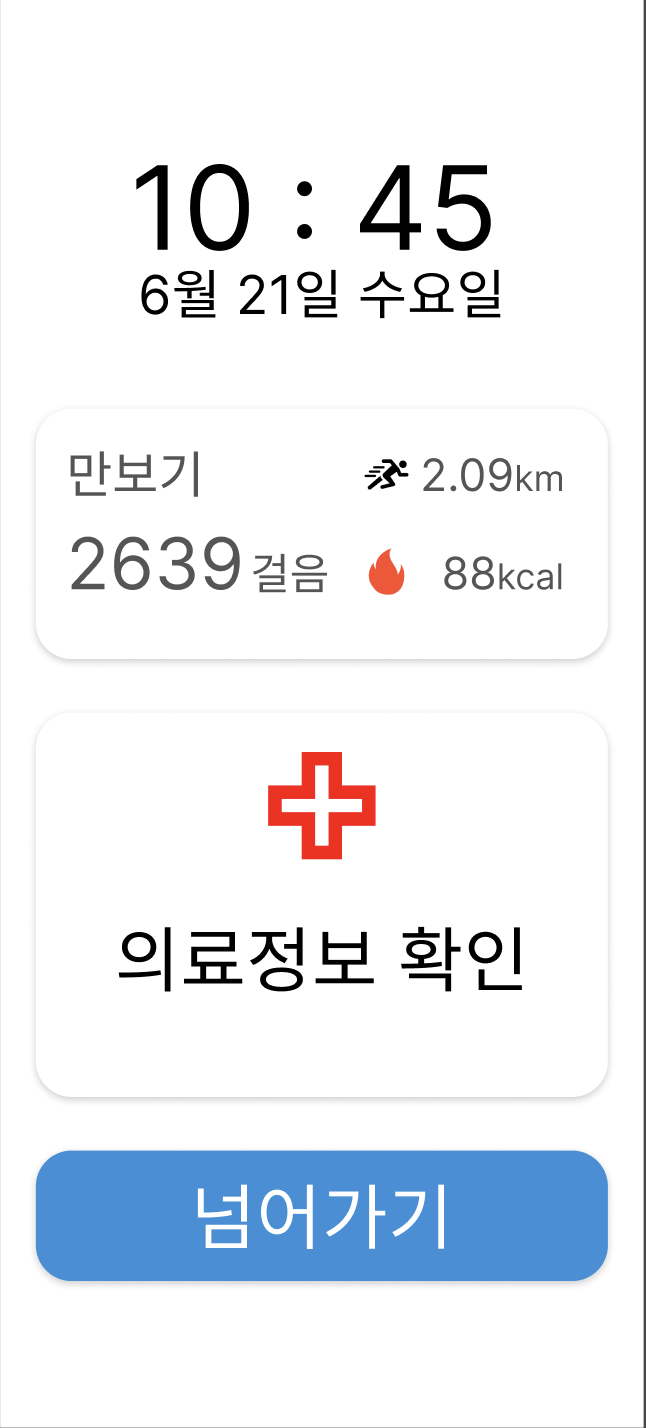 10 : 45
6월 21일 수요일
만보기
2.09km
2639 걸음
88kcal
의료정보 확인
넘어가기